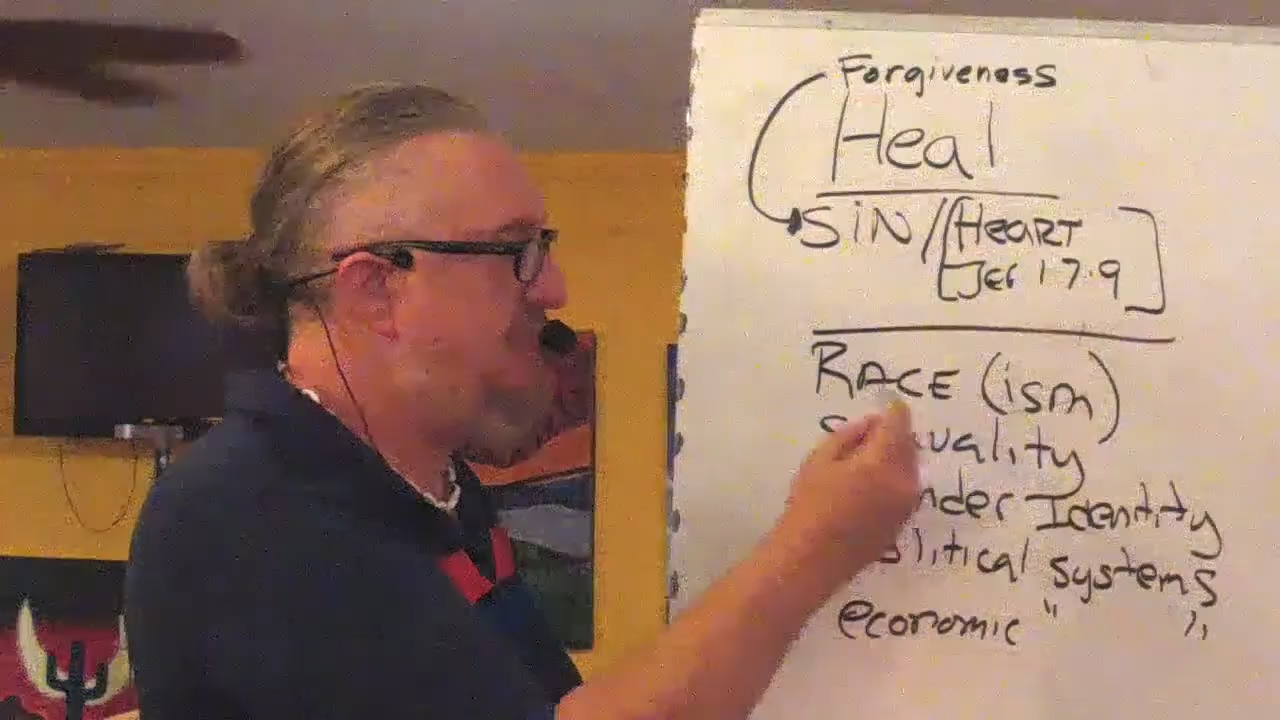 Forgiveness
Heal
SiN/[HeART
Jer 17.9]
RACE (ism)
Identity
systems
economic " "